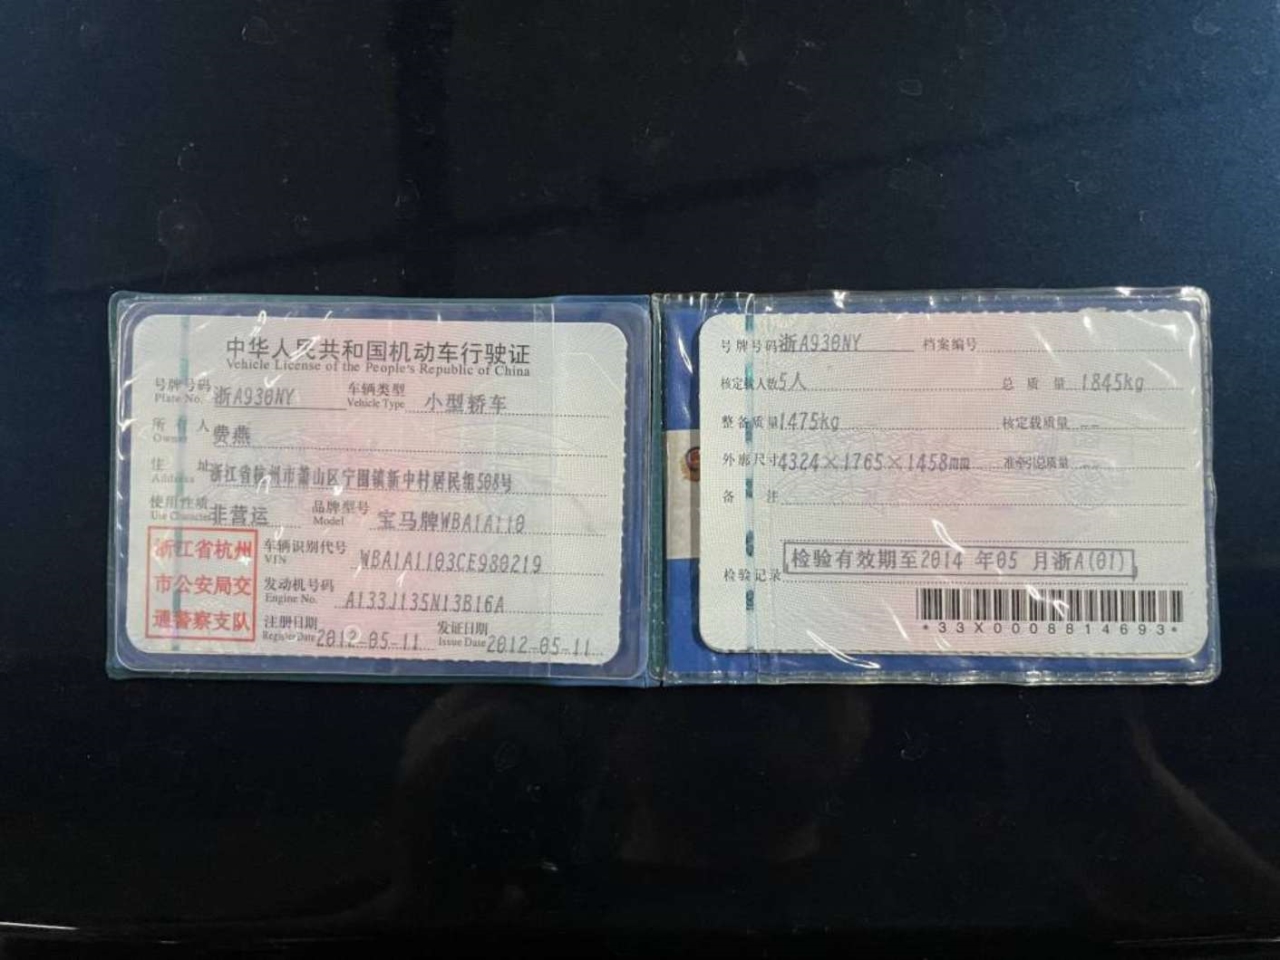 中华人民共和国机动车行驶证
Vehicle License of the People's Republic of China
号牌号码 浙A930NY 车辆类型 小型轿车
Plate No. Vehicle Type
所有人 费燕
Owner
住址 浙江省杭州市萧山区宁围镇新中村居民组508号
Address
使用性质 非营运 品牌型号 宝马牌WBA1A110
Use Character Model
浙江省杭州
市公安局交
通警察支队
车辆识别代号 WBA1A1103CE980219
VIN
发动机号码 A133J135N13B16A
Engine No.
注册日期 2012-05-11 发证日期 2012-05-11
Register Date Issue Date
号牌号码 浙A930NY 档案编号
核定载人数 5人 总质量 1845kg
整备质量 1475kg 核定载质量 --
外廓尺寸 4324×1765×1458mm 准牵引总质量 --
备注
检验记录 检验有效期至2014 年05 月浙A(01)
*33X0008814693*